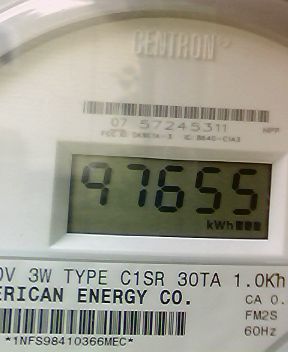 CENTRON
07 57245311 NPP
97655
kWh
0V 3W TYPE C1SR 30TA 1.0Kh
ERICAN ENERGY CO.
CA 0.
FM2S
60Hz
*1NFS98410366MEC*